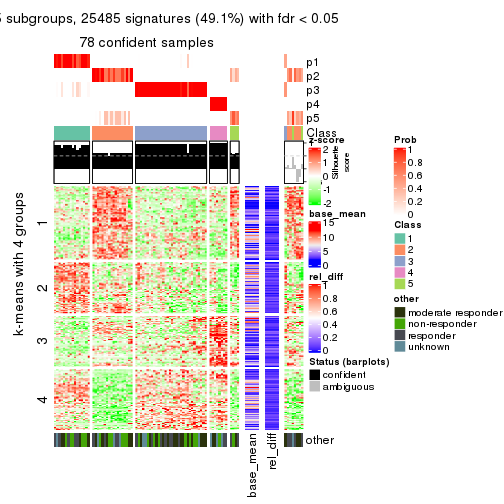 subgroups, 25485 signatures (49.1%) with fdr < 0.05
78 confident samples
p1
p2
p3
p4
p5
Class
z-score
2
1
0
-1
-2
Silhouette
score
base_mean
15
10
5
0
rel_diff
1
0.8
0.6
0.4
0.2
0
Status (barplots)
confident
ambiguous
Prob
1
0.8
0.6
0.4
0.2
0
Class
1
2
3
4
5
other
moderate responder
non-responder
responder
unknown
k-means with 4 groups
1
2
3
4
other
base_mean
rel_diff